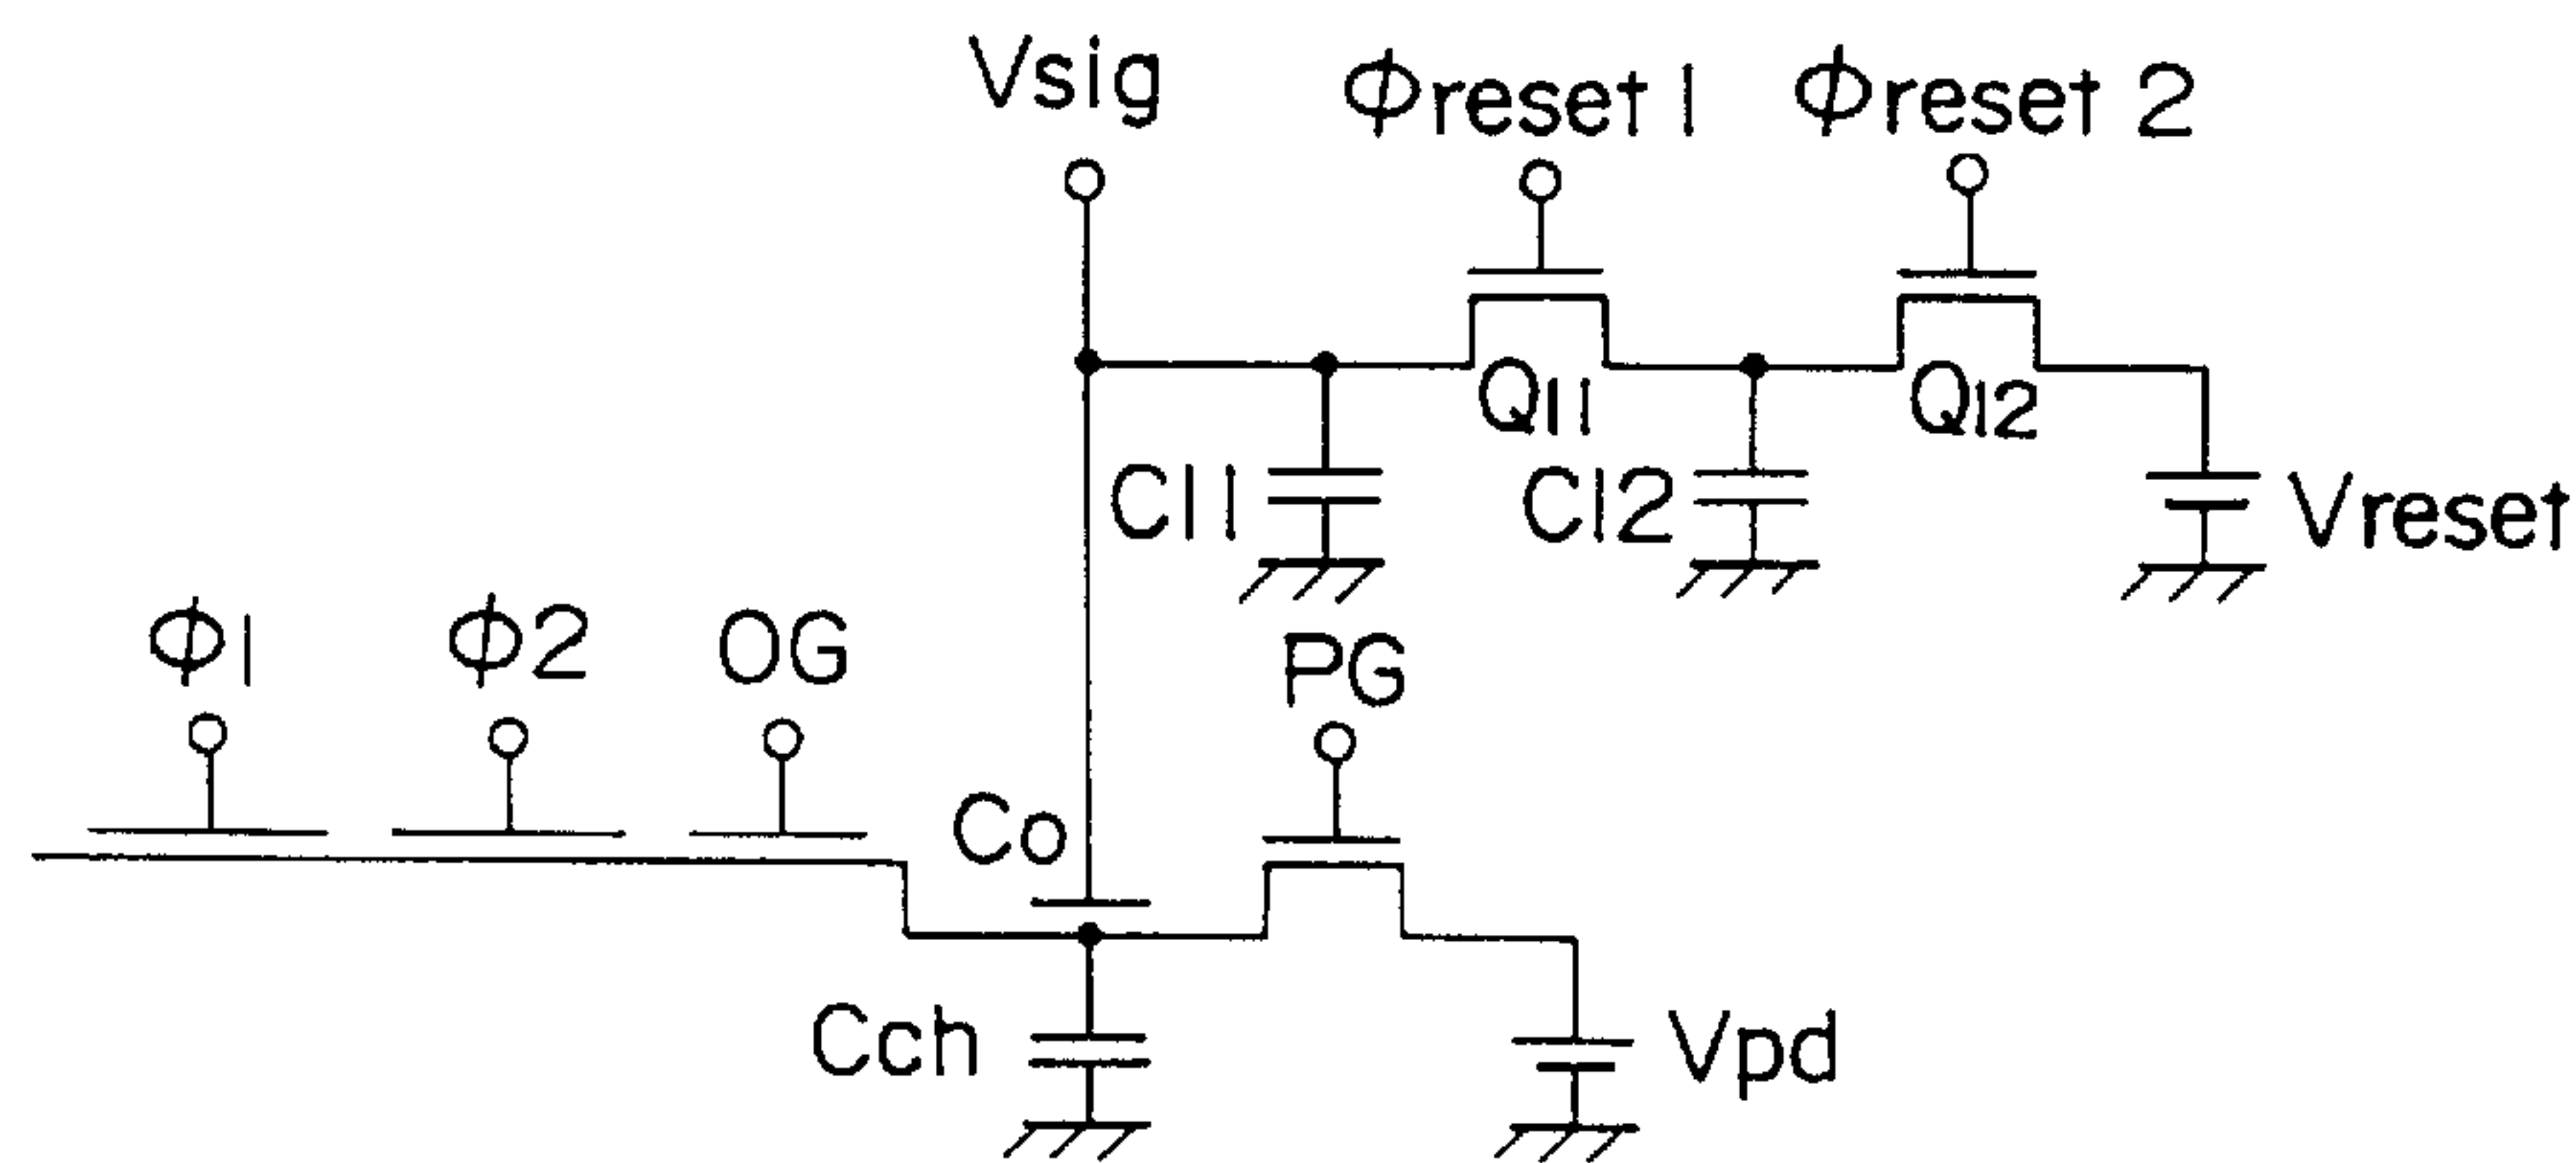 Vsig
Φreset 1
Φreset 2
Q11
Q12
C11
C12
Vreset
Φ1
Φ2
OG
PG
Co
Cch
Vpd